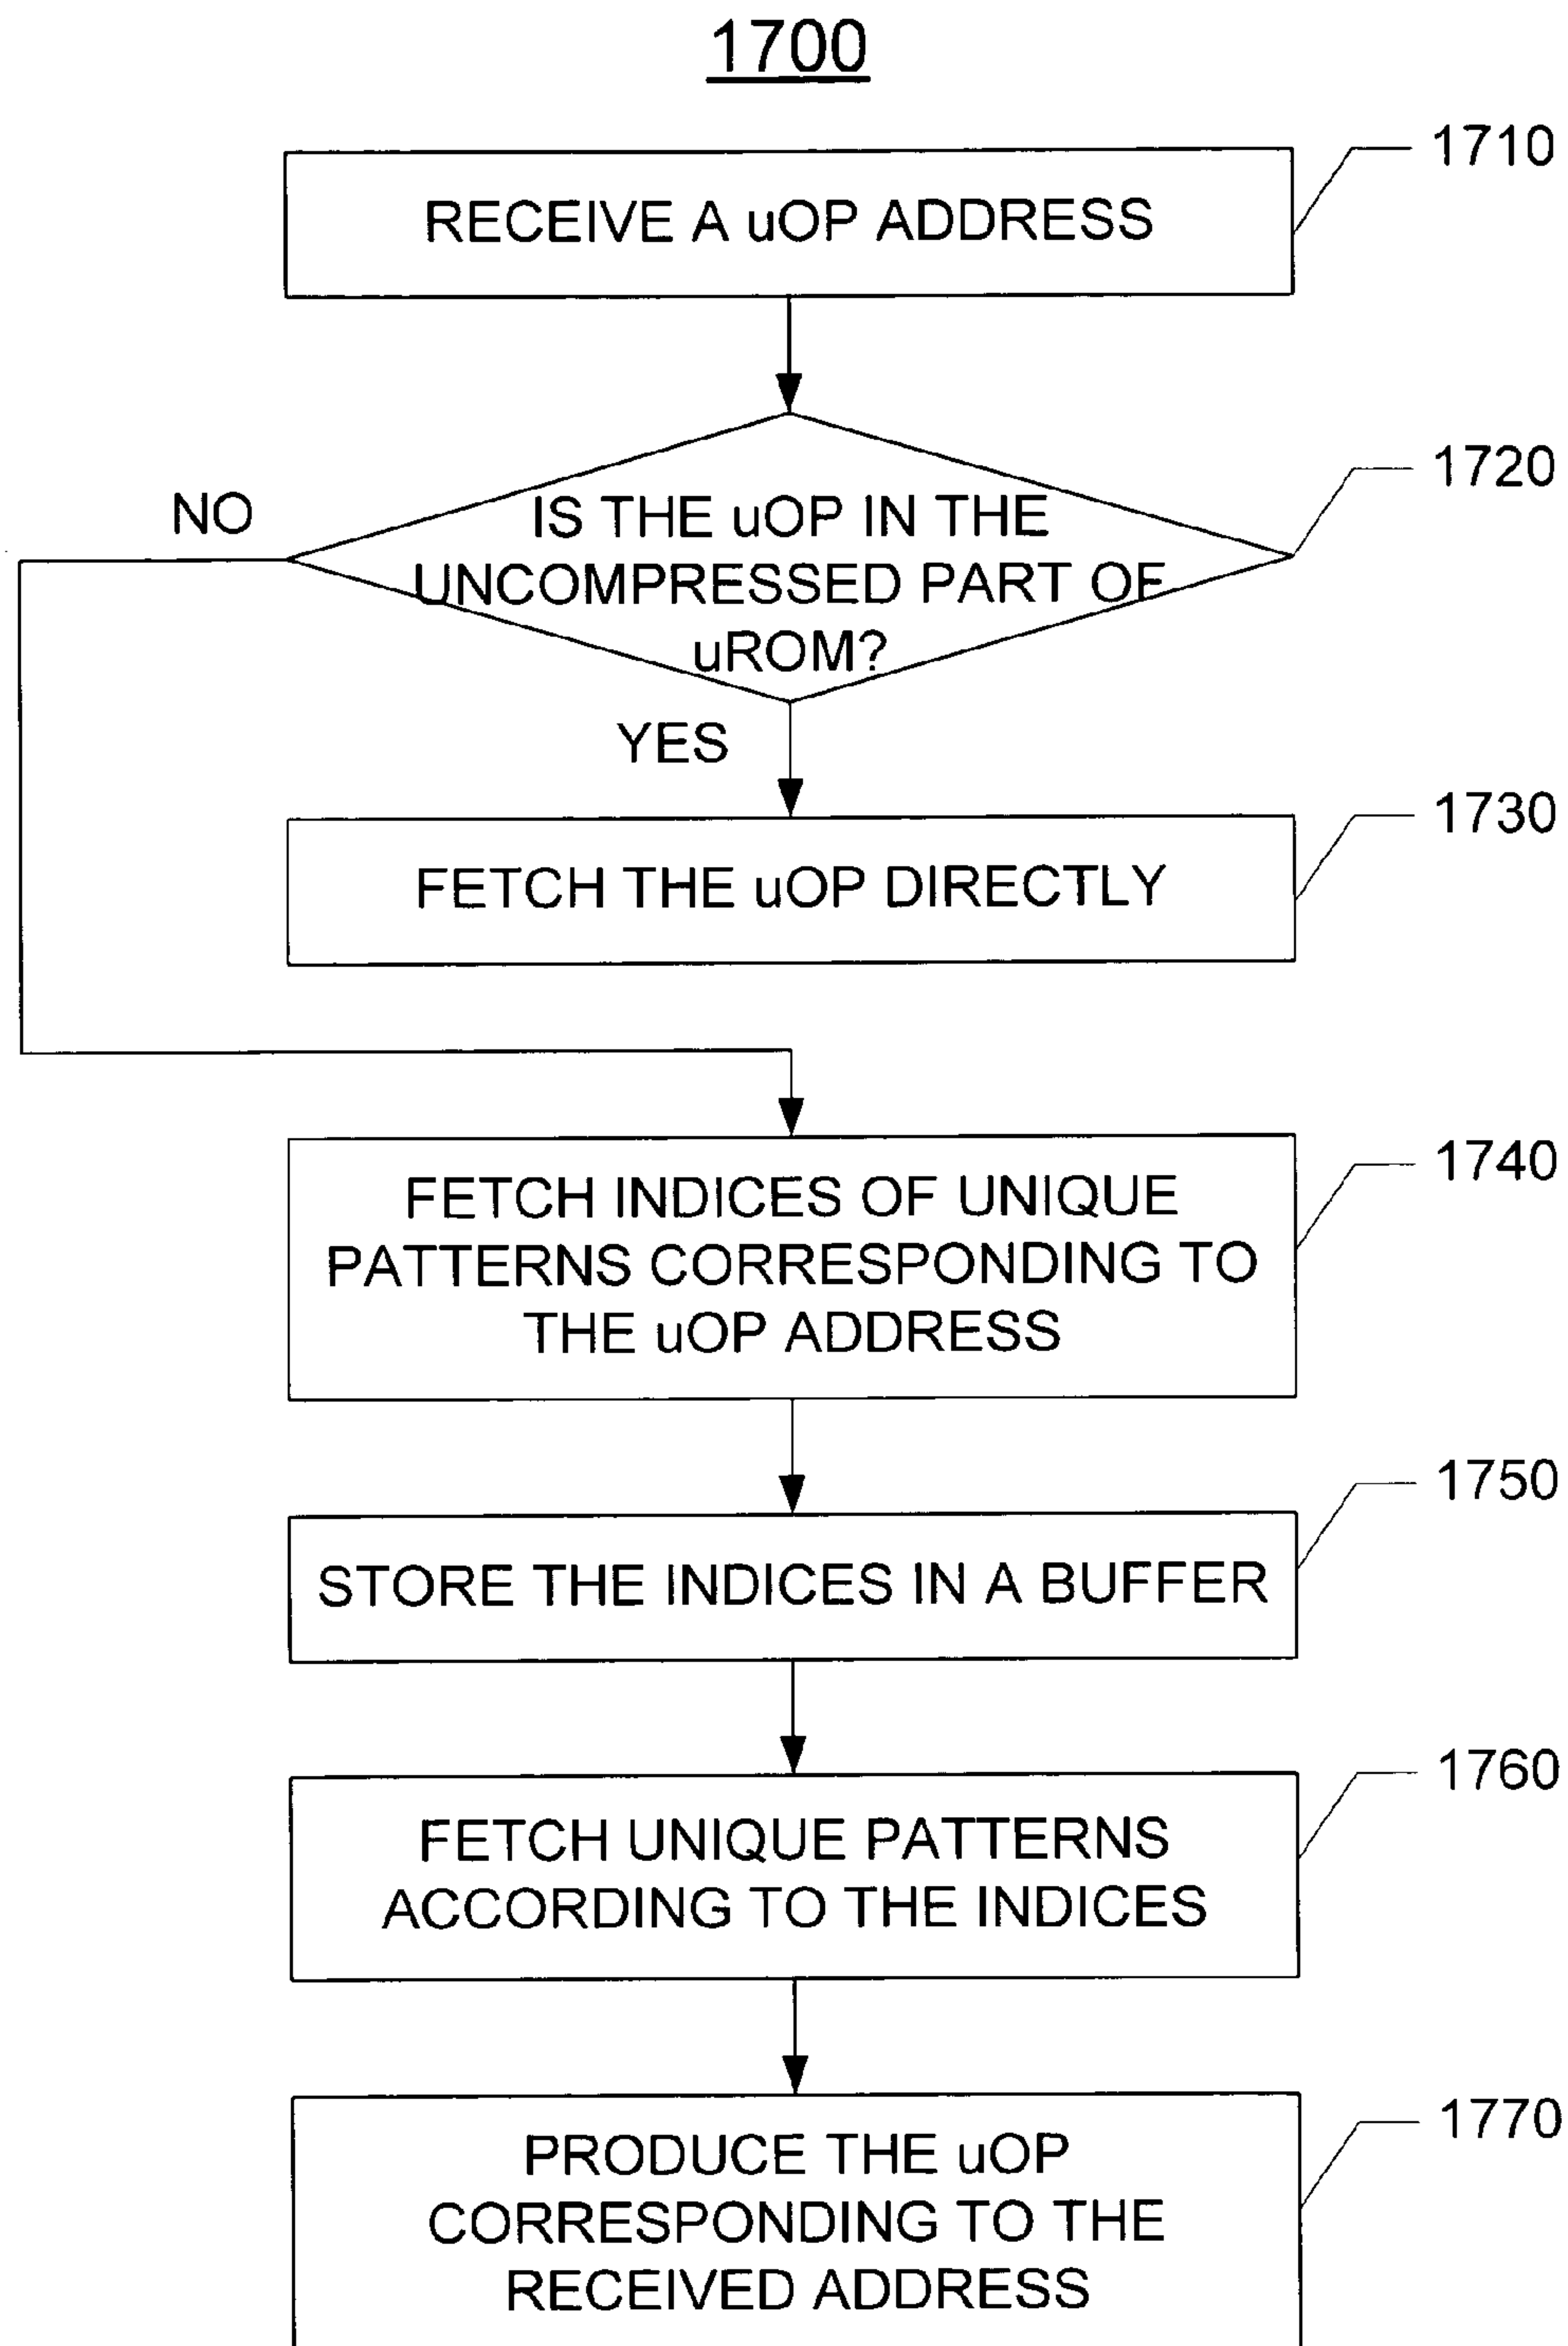 1700
1710
RECEIVE A uOP ADDRESS
1720
NO
IS THE uOP IN THE
UNCOMPRESSED PART OF
uROM?
YES
1730
FETCH THE uOP DIRECTLY
1740
FETCH INDICES OF UNIQUE
PATTERNS CORRESPONDING TO
THE uOP ADDRESS
1750
STORE THE INDICES IN A BUFFER
1760
FETCH UNIQUE PATTERNS
ACCORDING TO THE INDICES
1770
PRODUCE THE uOP
CORRESPONDING TO THE
RECEIVED ADDRESS